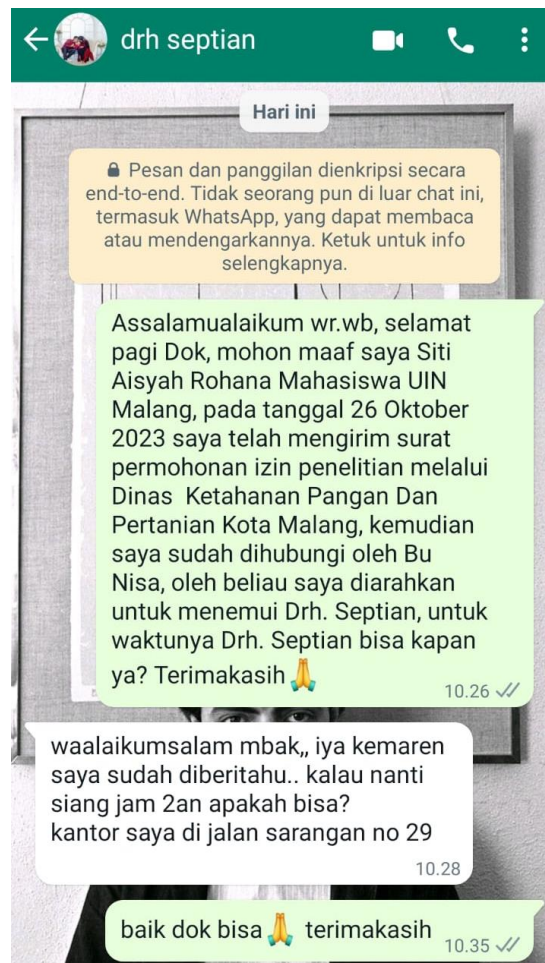 drh septian
Hari ini
Pesan dan panggilan dienkripsi secara
end-to-end. Tidak seorang pun di luar chat ini,
termasuk WhatsApp, yang dapat membaca
atau mendengarkannya. Ketuk untuk info
selengkapnya.
Assalamualaikum wr.wb, selamat
pagi Dok, mohon maaf saya Siti
Aisyah Rohana Mahasiswa UIN
Malang, pada tanggal 26 Oktober
2023 saya telah mengirim surat
permohonan izin penelitian melalui
Dinas Ketahanan Pangan Dan
Pertanian Kota Malang, kemudian
saya sudah dihubungi oleh Bu
Nisa, oleh beliau saya diarahkan
untuk menemui Drh. Septian, untuk
waktunya Drh. Septian bisa kapan
ya? Terimakasih🙏
10.26
waalaikumsalam mbak,, iya kemaren
saya sudah diberitahu.. kalau nanti
siang jam 2an apakah bisa?
kantor saya di jalan sarangan no 29
10.28
baik dok bisa🙏 terimakasih
10.35